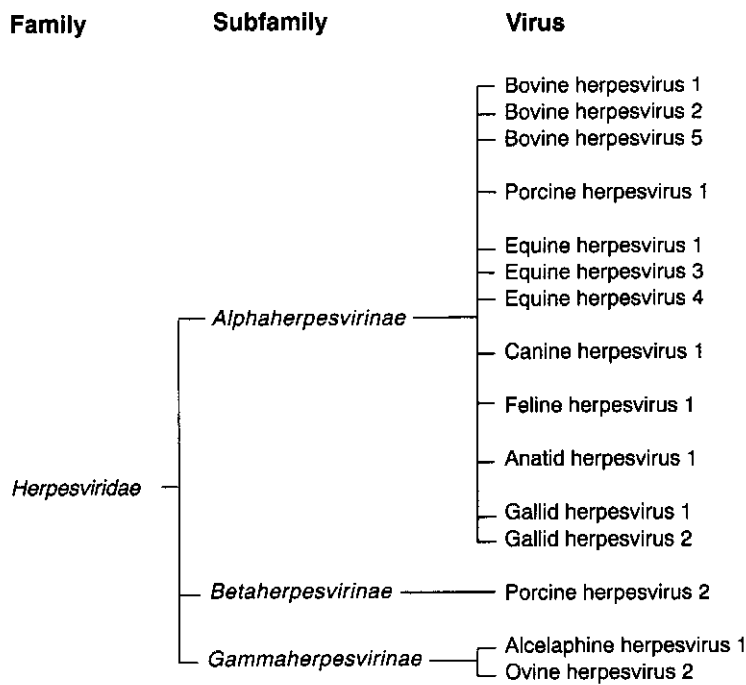 Family Subfamily Virus
Bovine herpesvirus 1
Bovine herpesvirus 2
Bovine herpesvirus 5
Porcine herpesvirus 1
Equine herpesvirus 1
Equine herpesvirus 3
Equine herpesvirus 4
Alphaherpesvirinae
Canine herpesvirus 1
Feline herpesvirus 1
Anatid herpesvirus 1
Herpesviridae
Gallid herpesvirus 1
Gallid herpesvirus 2
Betaherpesvirinae Porcine herpesvirus 2
Alcelaphine herpesvirus 1
Gammaherpesvirinae
Ovine herpesvirus 2